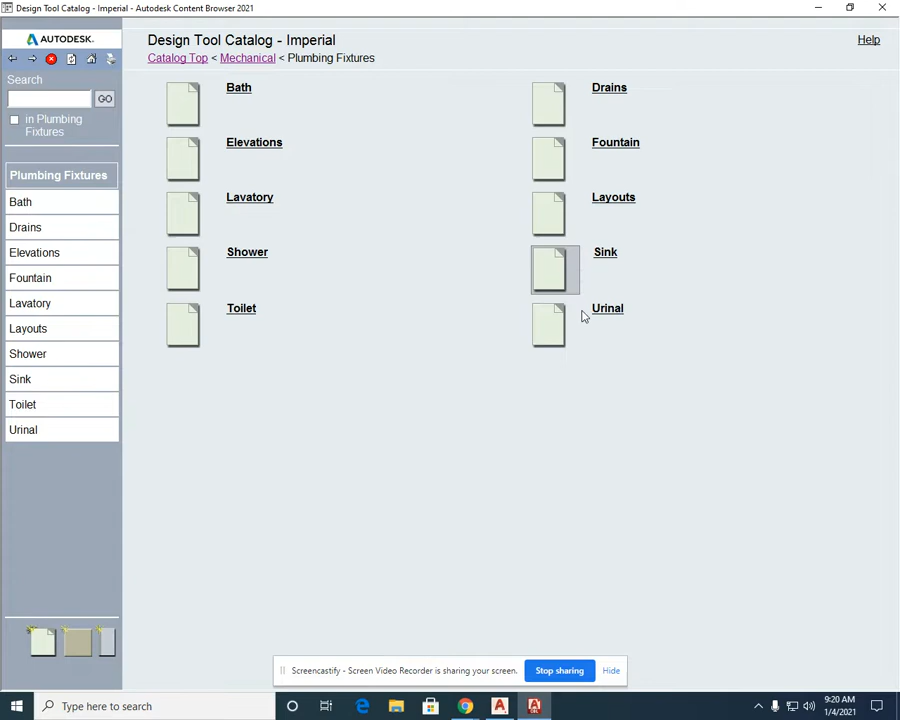 Design Tool Catalog - Imperial - Autodesk Content Browser 2021
AUTODESK.
Design Tool Catalog - Imperial
Help
Catalog Top < Mechanical < Plumbing Fixtures
Search
GO
in Plumbing
Fixtures
Plumbing Fixtures
Bath
Drains
Elevations
Fountain
Lavatory
Layouts
Shower
Sink
Toilet
Urinal
Bath
Drains
Elevations
Fountain
Lavatory
Layouts
Shower
Sink
Toilet
Urinal
Screencastify - Screen Video Recorder is sharing your screen.
Stop sharing
Hide
Type here to search
9:20 AM
1/4/2021